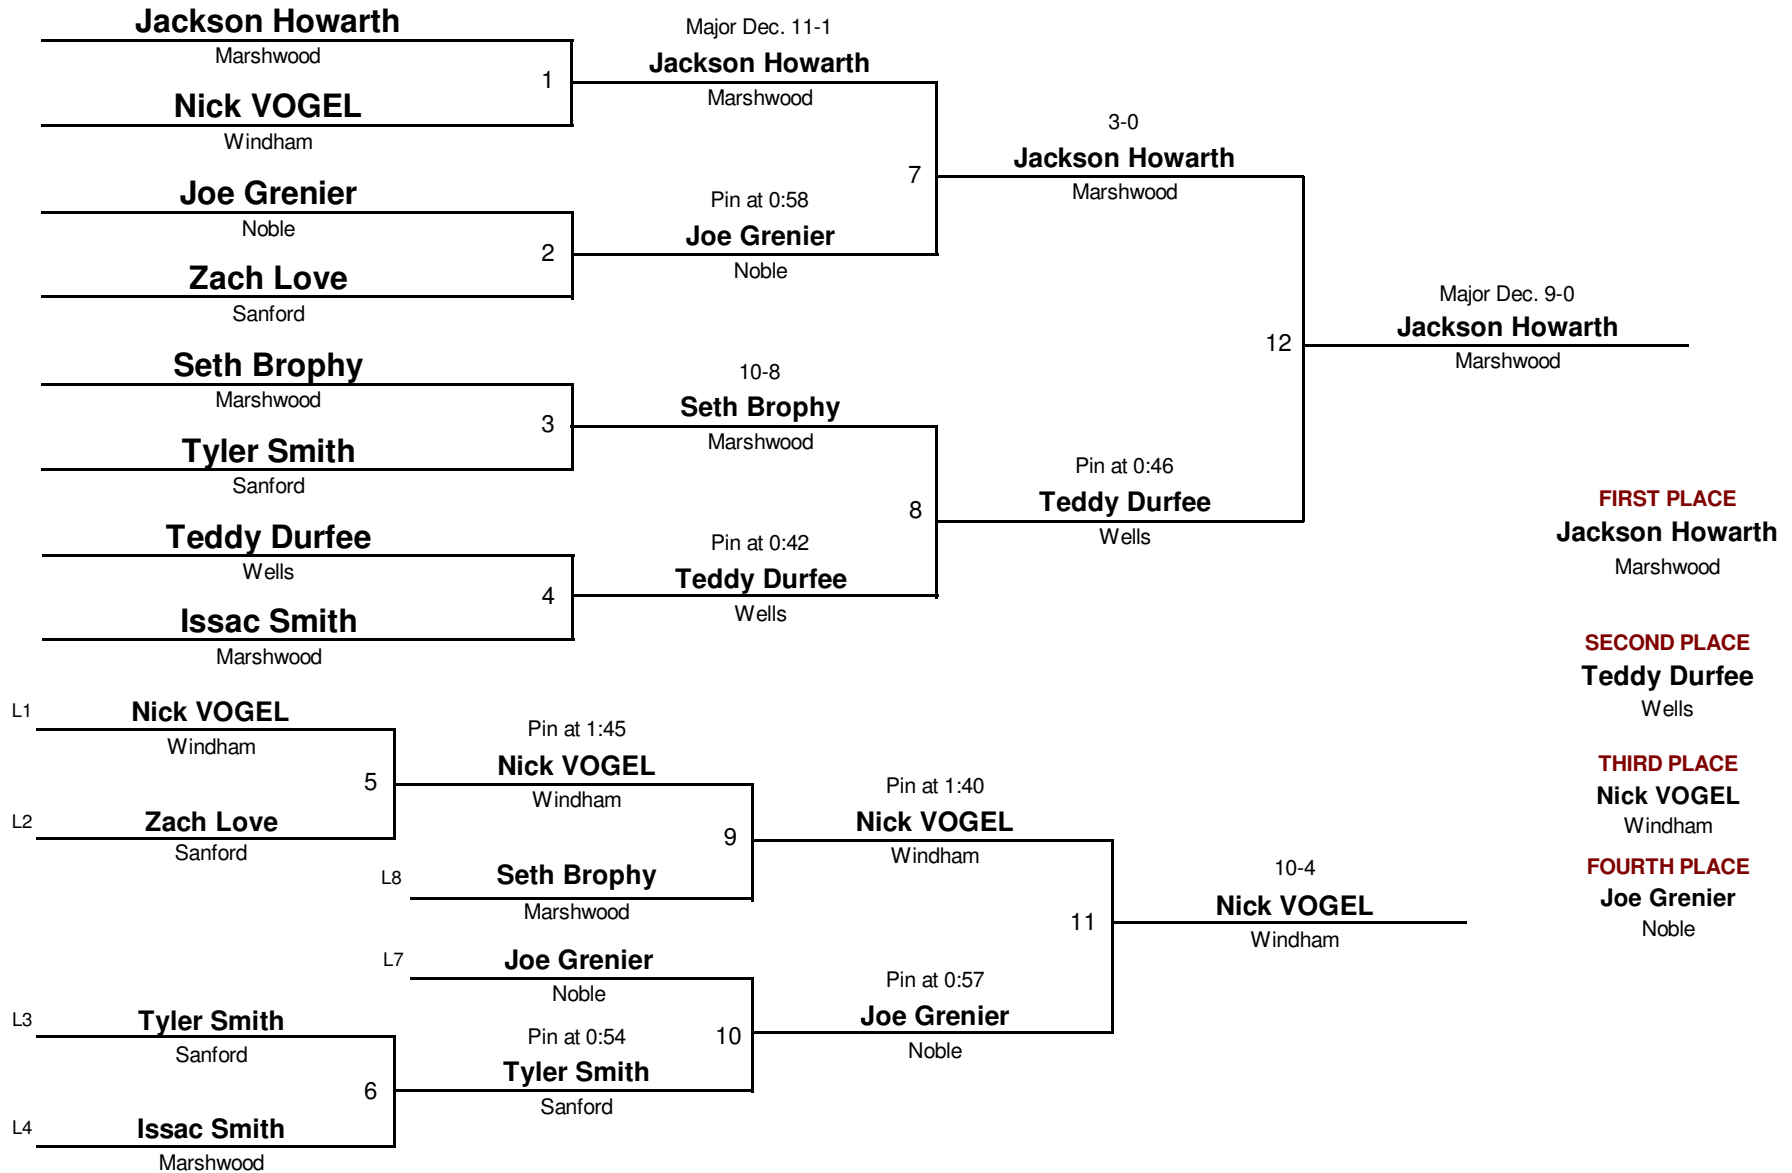 Jackson Howarth
Marshwood
1
Nick VOGEL
Windham
Joe Grenier
Noble
2
Zach Love
Sanford
Seth Brophy
Marshwood
3
Tyler Smith
Sanford
Teddy Durfee
Wells
4
Issac Smith
Marshwood
Major Dec. 11-1
Jackson Howarth
Marshwood
7
Pin at 0:58
Joe Grenier
Noble
10-8
Seth Brophy
Marshwood
8
Pin at 0:42
Teddy Durfee
Wells
3-0
Jackson Howarth
Marshwood
12
Pin at 0:46
Teddy Durfee
Wells
Major Dec. 9-0
Jackson Howarth
Marshwood
FIRST PLACE
Jackson Howarth
Marshwood
SECOND PLACE
Teddy Durfee
Wells
THIRD PLACE
Nick VOGEL
Windham
FOURTH PLACE
Joe Grenier
Noble
L1
Nick VOGEL
Windham
5
L2
Zach Love
Sanford
L3
Tyler Smith
Sanford
6
L4
Issac Smith
Marshwood
Pin at 1:45
Nick VOGEL
Windham
9
L8
Seth Brophy
Marshwood
L7
Joe Grenier
Noble
10
Pin at 0:54
Tyler Smith
Sanford
Pin at 1:40
Nick VOGEL
Windham
11
Pin at 0:57
Joe Grenier
Noble
10-4
Nick VOGEL
Windham